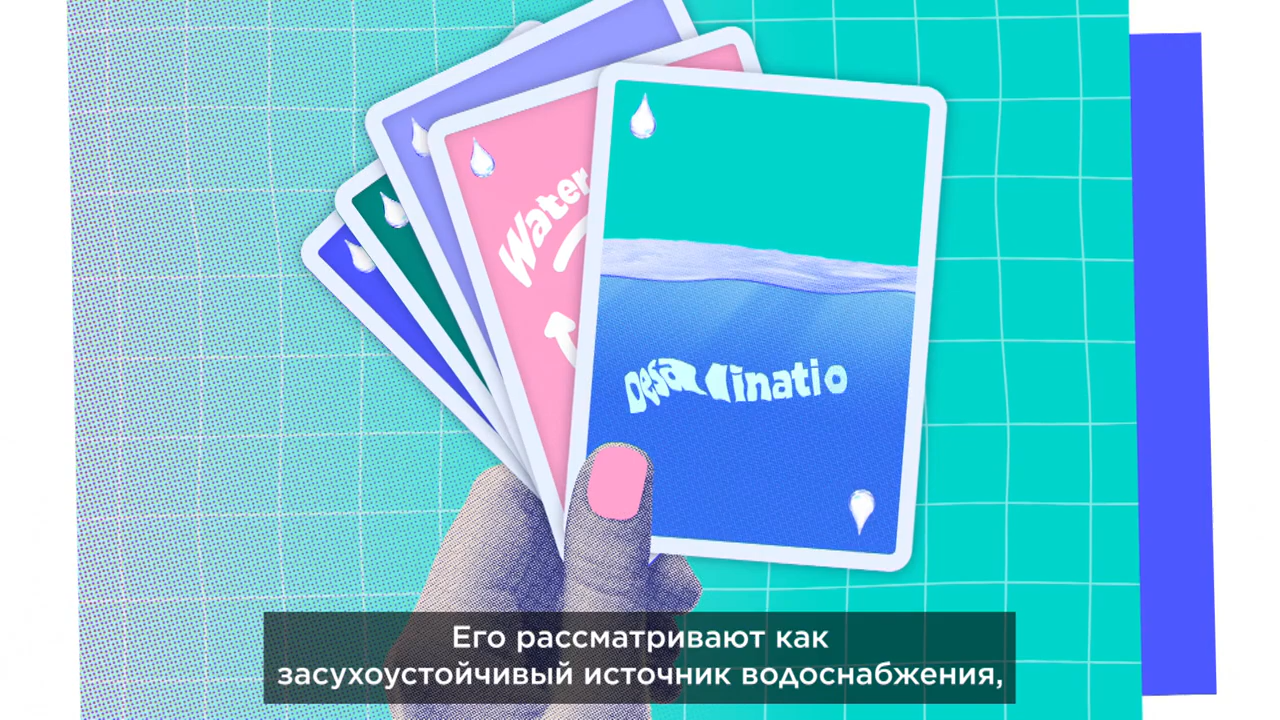 Water
Desalinatio
Его рассматривают как
засухоустойчивый источник водоснабжения,